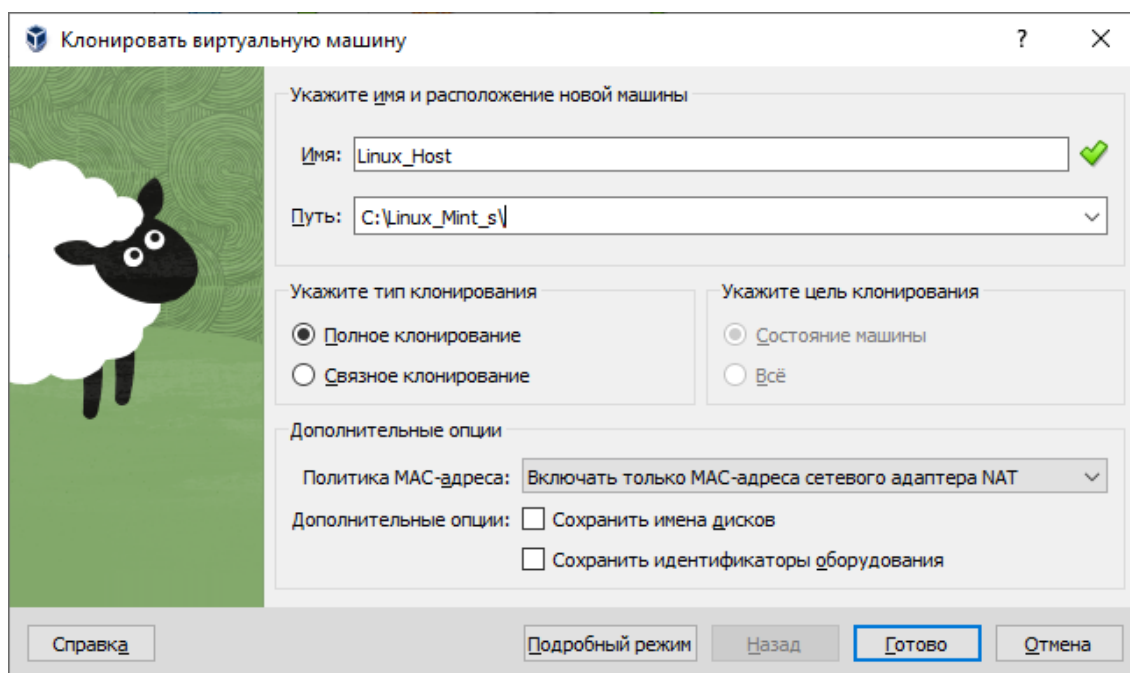 Клонировать виртуальную машину
?
Укажите имя и расположение новой машины
Имя: Linux_Host
Путь: C:\Linux_Mint_s\
Укажите тип клонирования
Укажите цель клонирования
Полное клонирование
Состояние машины
Связное клонирование
Всё
Дополнительные опции
Политика MAC-адреса: Включать только MAC-адреса сетевого адаптера NAT
Дополнительные опции: Сохранить имена дисков
Сохранить идентификаторы оборудования
Справка
Подробный режим
Назад
Готово
Отмена